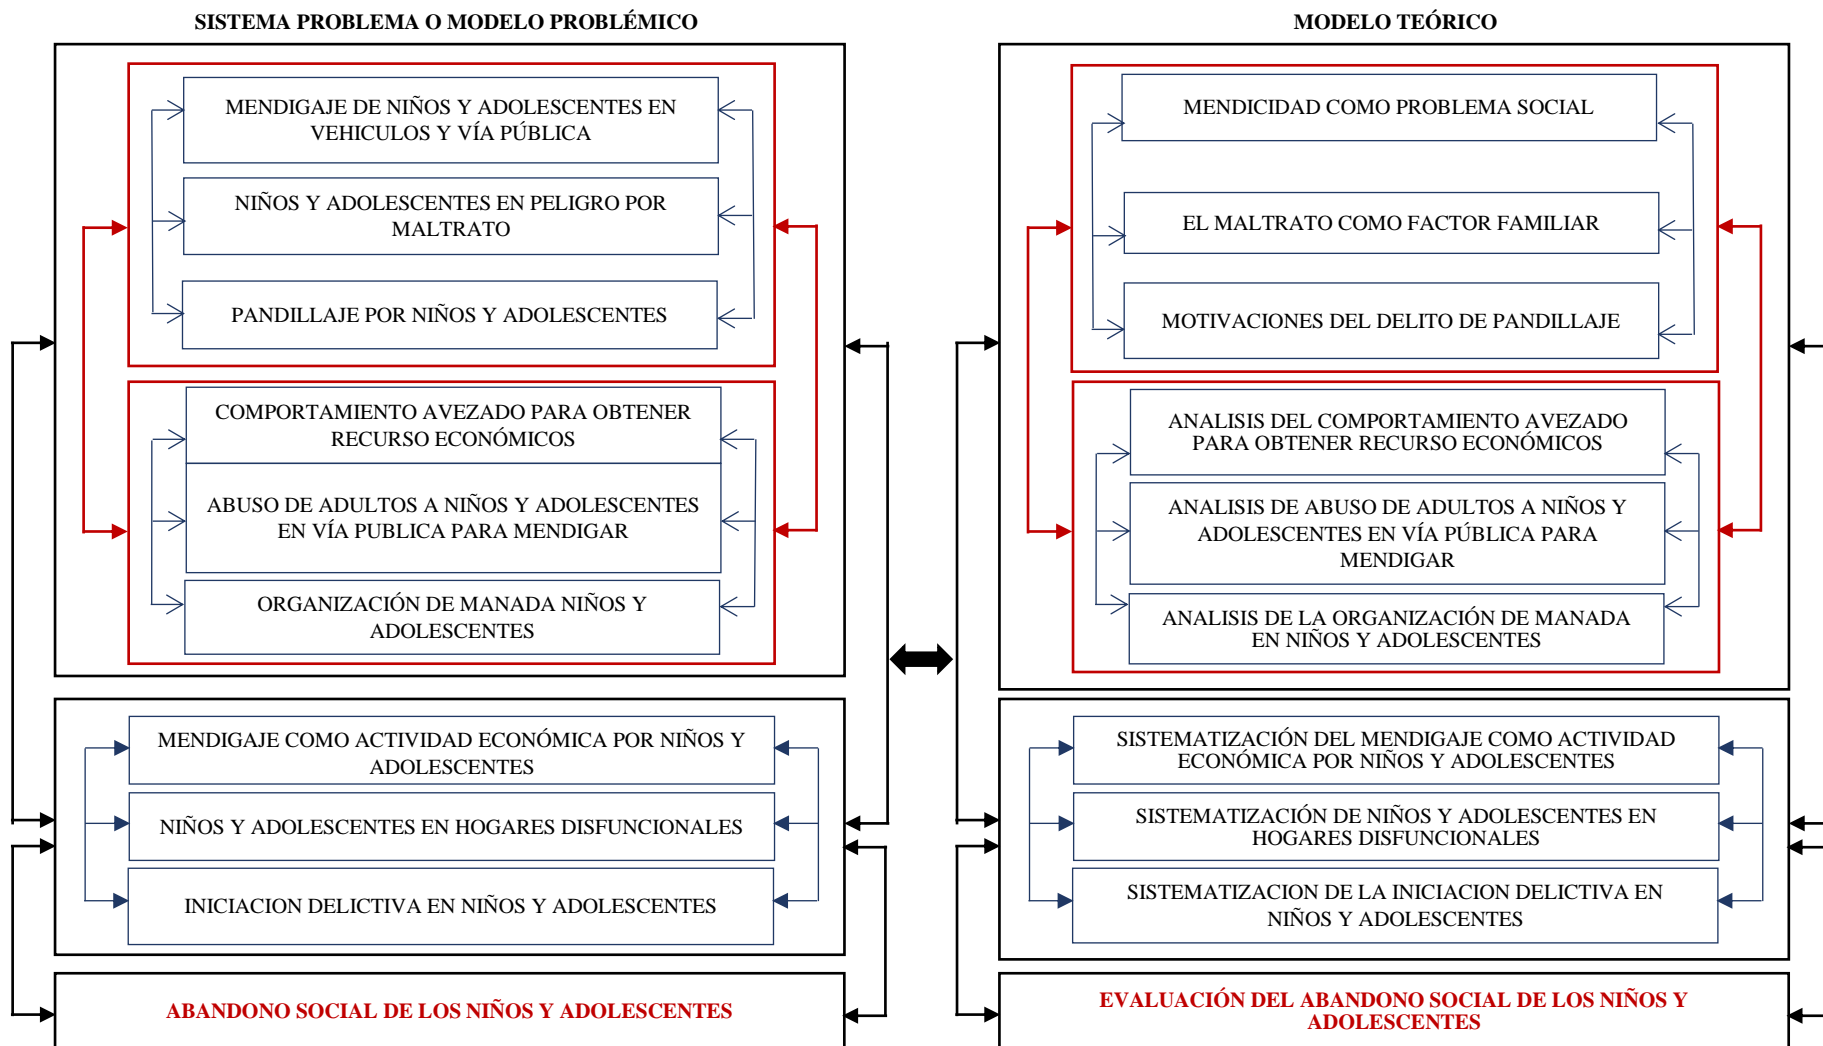 SISTEMA PROBLEMA O MODELO PROBLÉMICO
MENDIGAJE DE NIÑOS Y ADOLESCENTES EN
VEHICULOS Y VÍA PÚBLICA
NIÑOS Y ADOLESCENTES EN PELIGRO POR
MALTRATO
PANDILLAJE POR NIÑOS Y ADOLESCENTES
COMPORTAMIENTO AVEZADO PARA OBTENER
RECURSO ECONÓMICOS
ABUSO DE ADULTOS A NIÑOS Y ADOLESCENTES
EN VÍA PUBLICA PARA MENDIGAR
ORGANIZACIÓN DE MANADA NIÑOS Y
ADOLESCENTES
MENDIGAJE COMO ACTIVIDAD ECONÓMICA POR NIÑOS Y
ADOLESCENTES
NIÑOS Y ADOLESCENTES EN HOGARES DISFUNCIONALES
INICIACION DELICTIVA EN NIÑOS Y ADOLESCENTES
ABANDONO SOCIAL DE LOS NIÑOS Y ADOLESCENTES
MODELO TEÓRICO
MENDICIDAD COMO PROBLEMA SOCIAL
EL MALTRATO COMO FACTOR FAMILIAR
MOTIVACIONES DEL DELITO DE PANDILLAJE
ANALISIS DEL COMPORTAMIENTO AVEZADO
PARA OBTENER RECURSO ECONÓMICOS
ANALISIS DE ABUSO DE ADULTOS A NIÑOS Y
ADOLESCENTES EN VÍA PÚBLICA PARA
MENDIGAR
ANALISIS DE LA ORGANIZACIÓN DE MANADA
EN NIÑOS Y ADOLESCENTES
SISTEMATIZACIÓN DEL MENDIGAJE COMO ACTIVIDAD
ECONÓMICA POR NIÑOS Y ADOLESCENTES
SISTEMATIZACIÓN DE NIÑOS Y ADOLESCENTES EN
HOGARES DISFUNCIONALES
SISTEMATIZACION DE LA INICIACION DELICTIVA EN
NIÑOS Y ADOLESCENTES
EVALUACIÓN DEL ABANDONO SOCIAL DE LOS NIÑOS Y
ADOLESCENTES